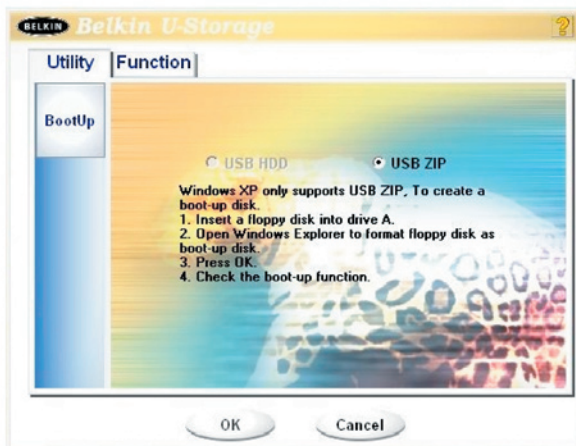 BELKIN Belkin U-Storage ?
Utility Function
BootUp
USB HDD USB ZIP
Windows XP only supports USB ZIP, To create a
boot-up disk.
1. Insert a floppy disk into drive A.
2. Open Windows Explorer to format floppy disk as
boot-up disk.
3. Press OK.
4. Check the boot-up function.
OK Cancel